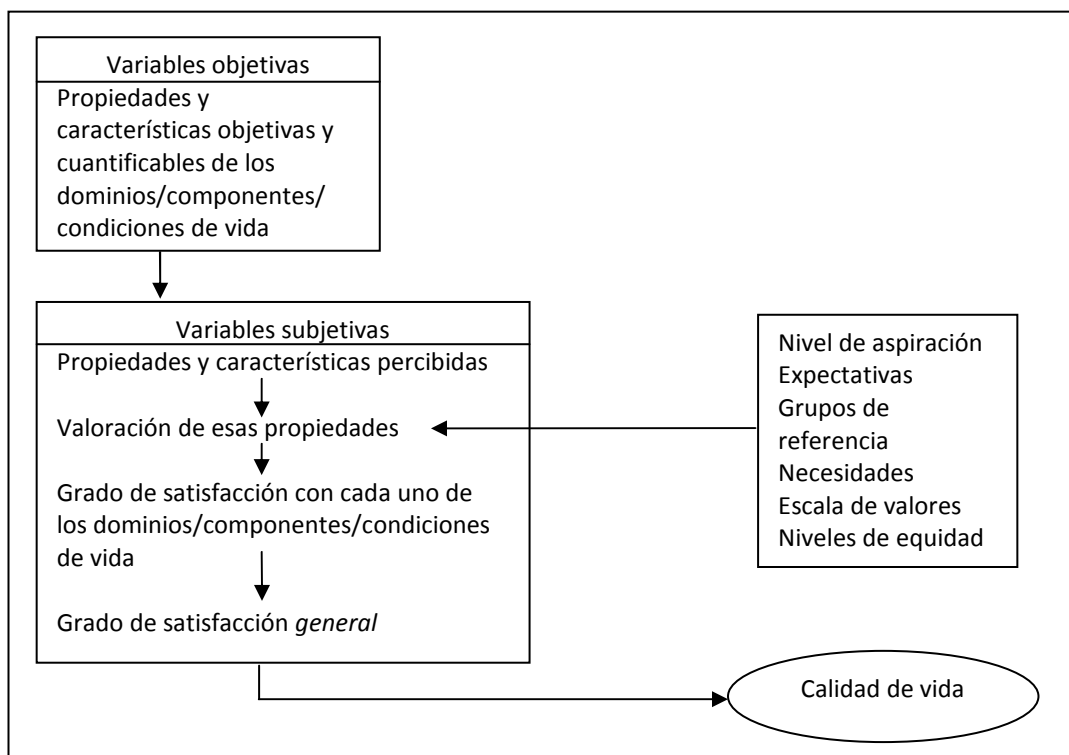 Variables objetivas
Propiedades y
características objetivas y
cuantificables de los
dominios/componentes/
condiciones de vida
Variables subjetivas
Propiedades y características percibidas
Valoración de esas propiedades
Grado de satisfacción con cada uno de
los dominios/componentes/condiciones
de vida
Grado de satisfacción general
Nivel de aspiración
Expectativas
Grupos de
referencia
Necesidades
Escala de valores
Niveles de equidad
Calidad de vida